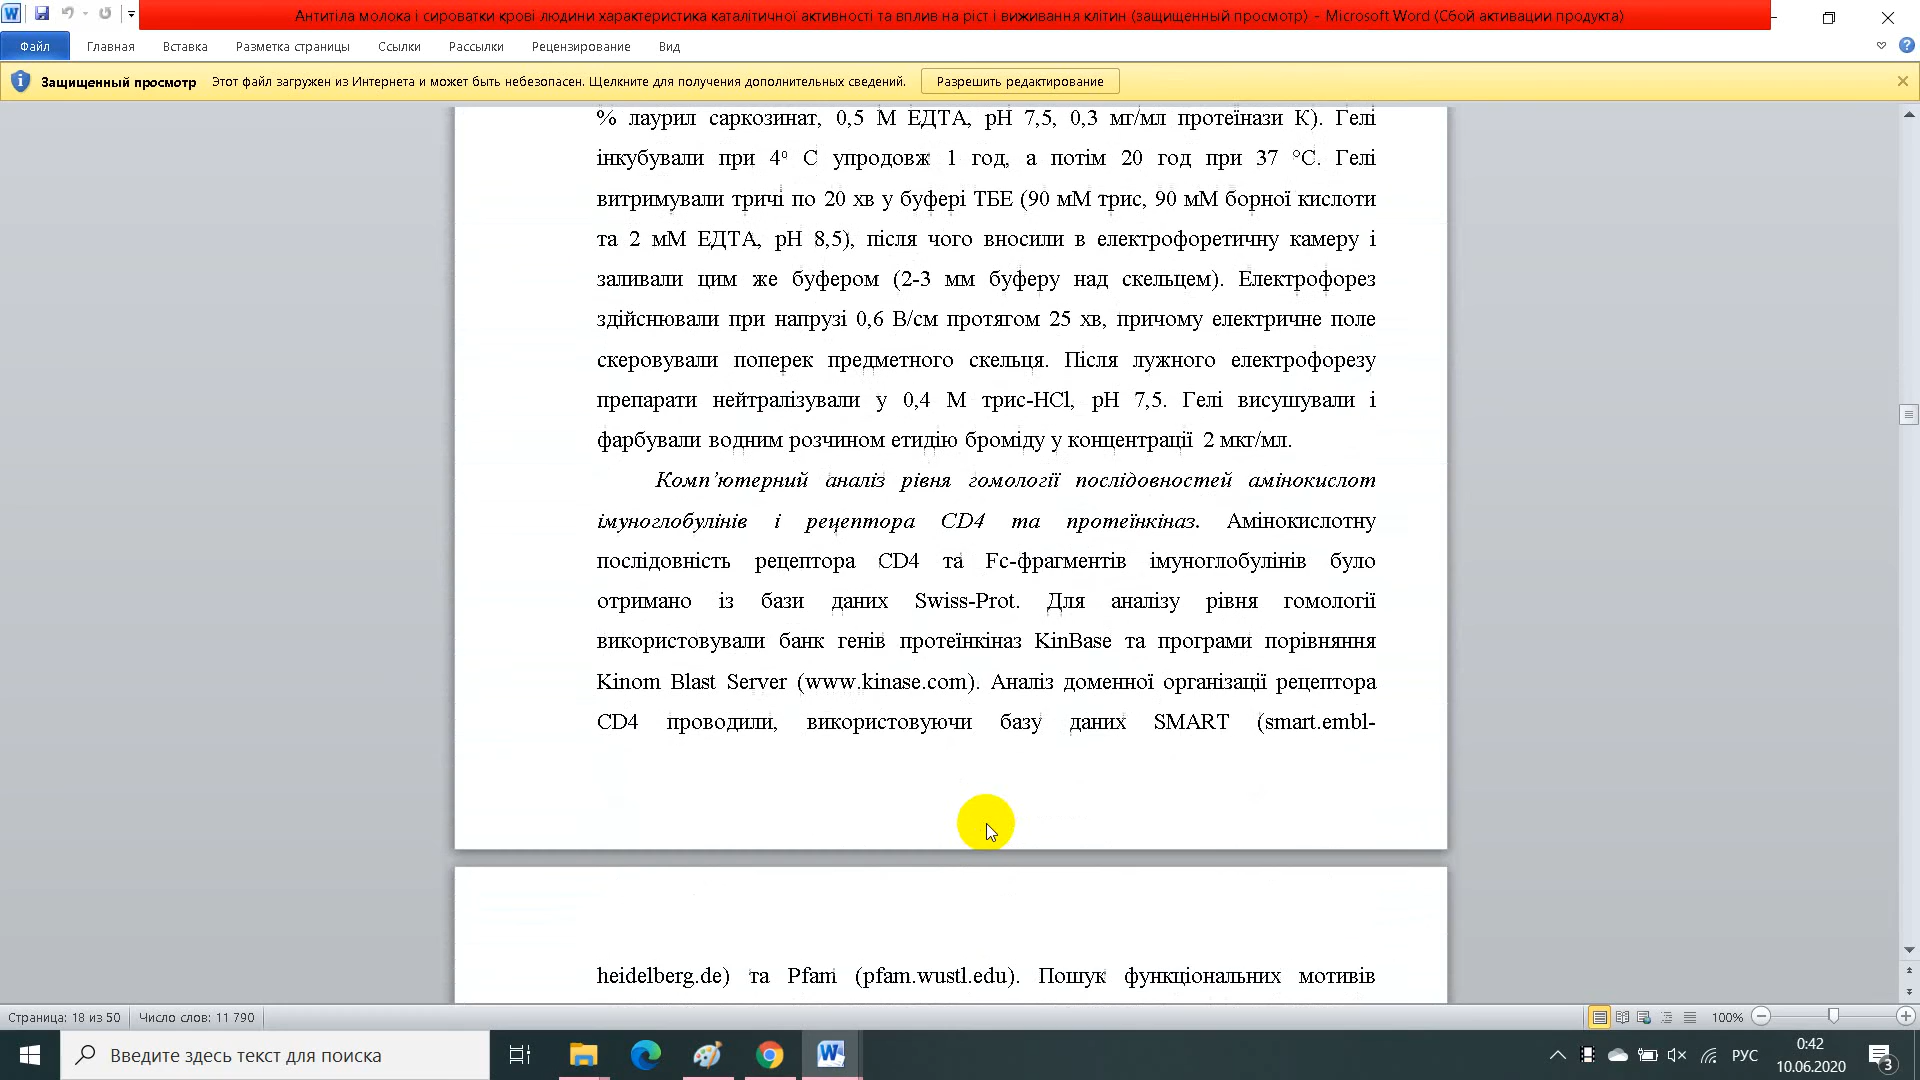 Антитіла молока і сироватки крові людини характеристика каталітичної активності та вплив на ріст і виживання клітин (защищенный просмотр) - Microsoft Word (Сбой активации продукта)
Файл Главная Вставка Разметка страницы Ссылки Рассылки Рецензирование Вид
Защищенный просмотр Этот файл загружен из Интернета и может быть небезопасен. Щелкните для получения дополнительных сведений. Разрешить редактирование
% лаурил саркозинат, 0,5 М ЕДТА, рН 7,5, 0,3 мг/мл протеїнази К). Гелі
інкубували при 4° С упродовж 1 год, а потім 20 год при 37 °С. Гелі
витримували тричі по 20 хв у буфері ТБЕ (90 мМ трис, 90 мМ борної кислоти
та 2 мМ ЕДТА, рН 8,5), після чого вносили в електрофоретичну камеру і
заливали цим же буфером (2-3 мм буферу над скельцем). Електрофорез
здійснювали при напрузі 0,6 В/см протягом 25 хв, причому електричне поле
скеровували поперек предметного скельця. Після лужного електрофорезу
препарати нейтралізували у 0,4 М трис-HCl, рН 7,5. Гелі висушували і
фарбували водним розчином етидію броміду у концентрації 2 мкг/мл.
Комп’ютерний аналіз рівня гомології послідовностей амінокислот
імуноглобулінів і рецептора CD4 та протеїнкіназ. Амінокислотну
послідовність рецептора CD4 та Fc-фрагментів імуноглобулінів було
отримано із бази даних Swiss-Prot. Для аналізу рівня гомології
використовували банк генів протеїнкіназ KinBase та програми порівняння
Kinom Blast Server (www.kinase.com). Аналіз доменної організації рецептора
CD4 проводили, використовуючи базу даних SMART (smart.embl-
heidelberg.de) та Pfam (pfam.wustl.edu). Пошук функціональних мотивів
Страница: 18 из 50 Число слов: 11 790 100%
Введите здесь текст для поиска РУС 0:42
10.06.2020 3